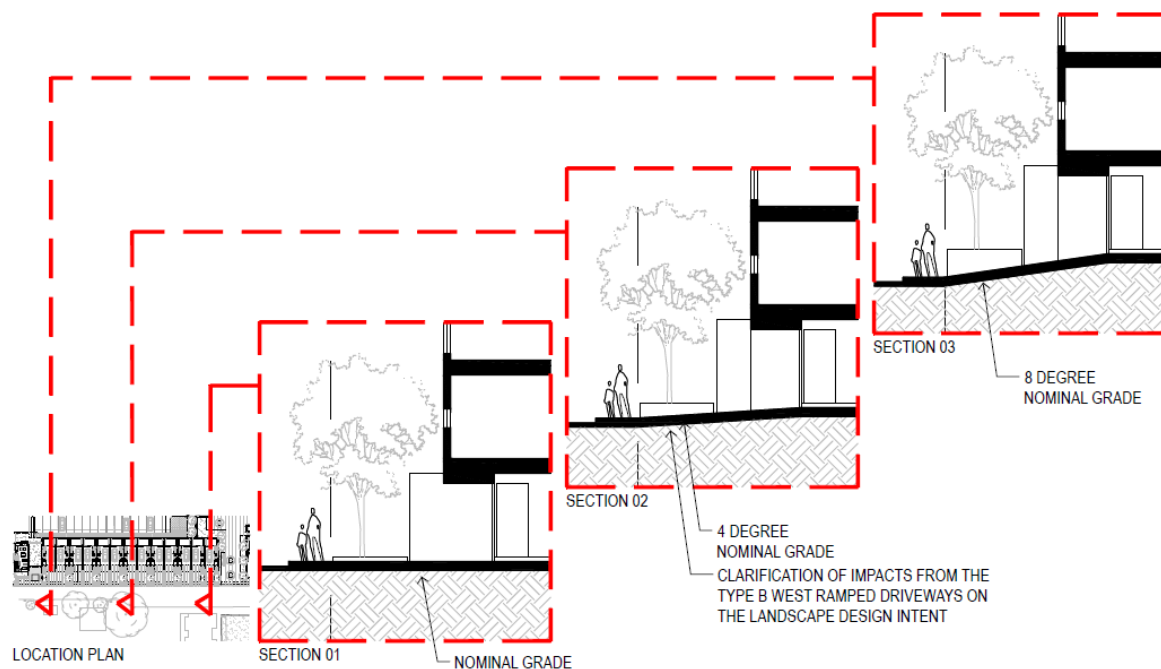 SECTION 03
8 DEGREE
NOMINAL GRADE
SECTION 02
4 DEGREE
NOMINAL GRADE
CLARIFICATION OF IMPACTS FROM THE
TYPE B WEST RAMPED DRIVEWAYS ON
THE LANDSCAPE DESIGN INTENT
LOCATION PLAN
SECTION 01
NOMINAL GRADE